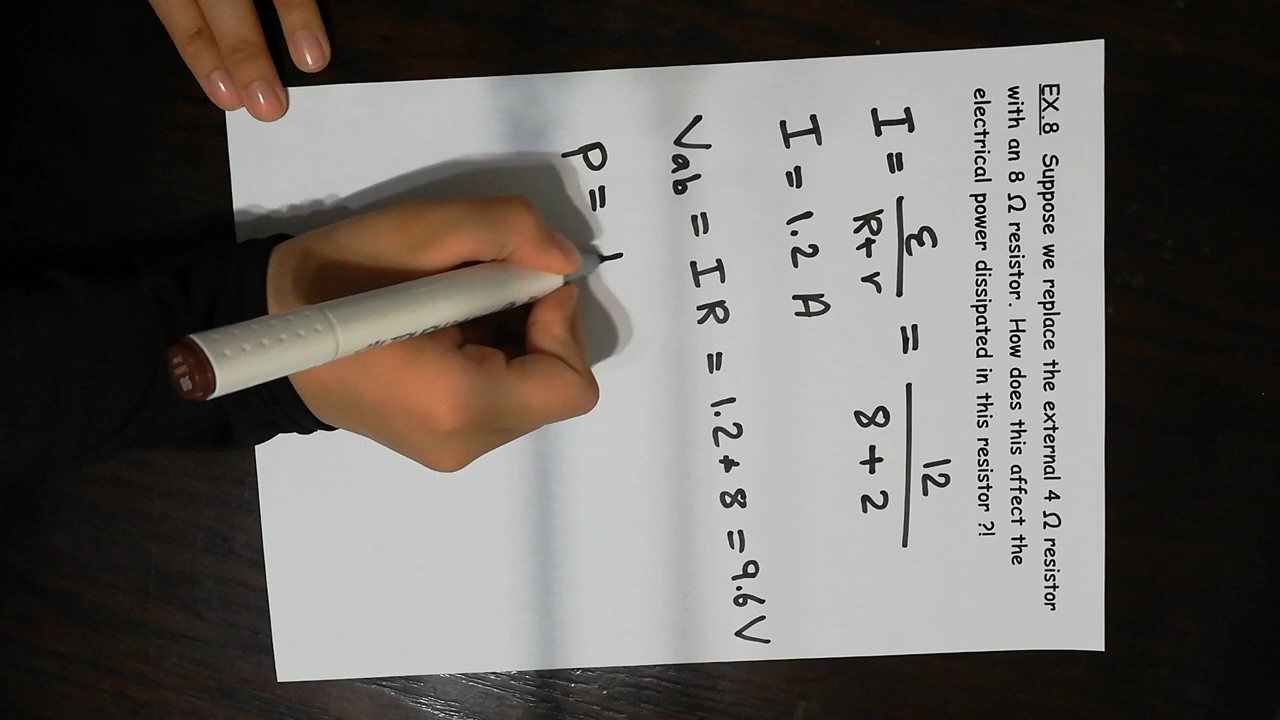 EX.8 Suppose we replace the external 4 Ω resistor
with an 8 Ω resistor. How does this affect the
electrical power dissipated in this resistor ?!
I = ε / R+r = 12 / 8+2
I = 1.2 A
Vab = I R = 1.2 * 8 = 9.6 V
P =